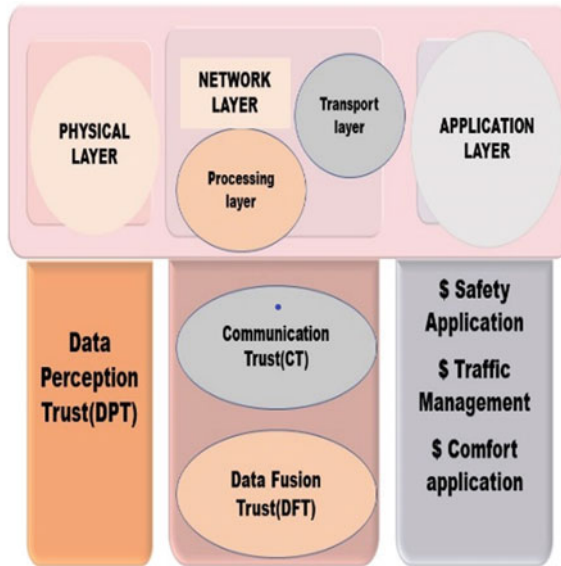 PHYSICAL
LAYER
NETWORK
LAYER
Processing
layer
Transport
layer
APPLICATION
LAYER
Data
Perception
Trust(DPT)
Communication
Trust(CT)
Data Fusion
Trust(DFT)
$ Safety
Application
$ Traffic
Management
$ Comfort
application